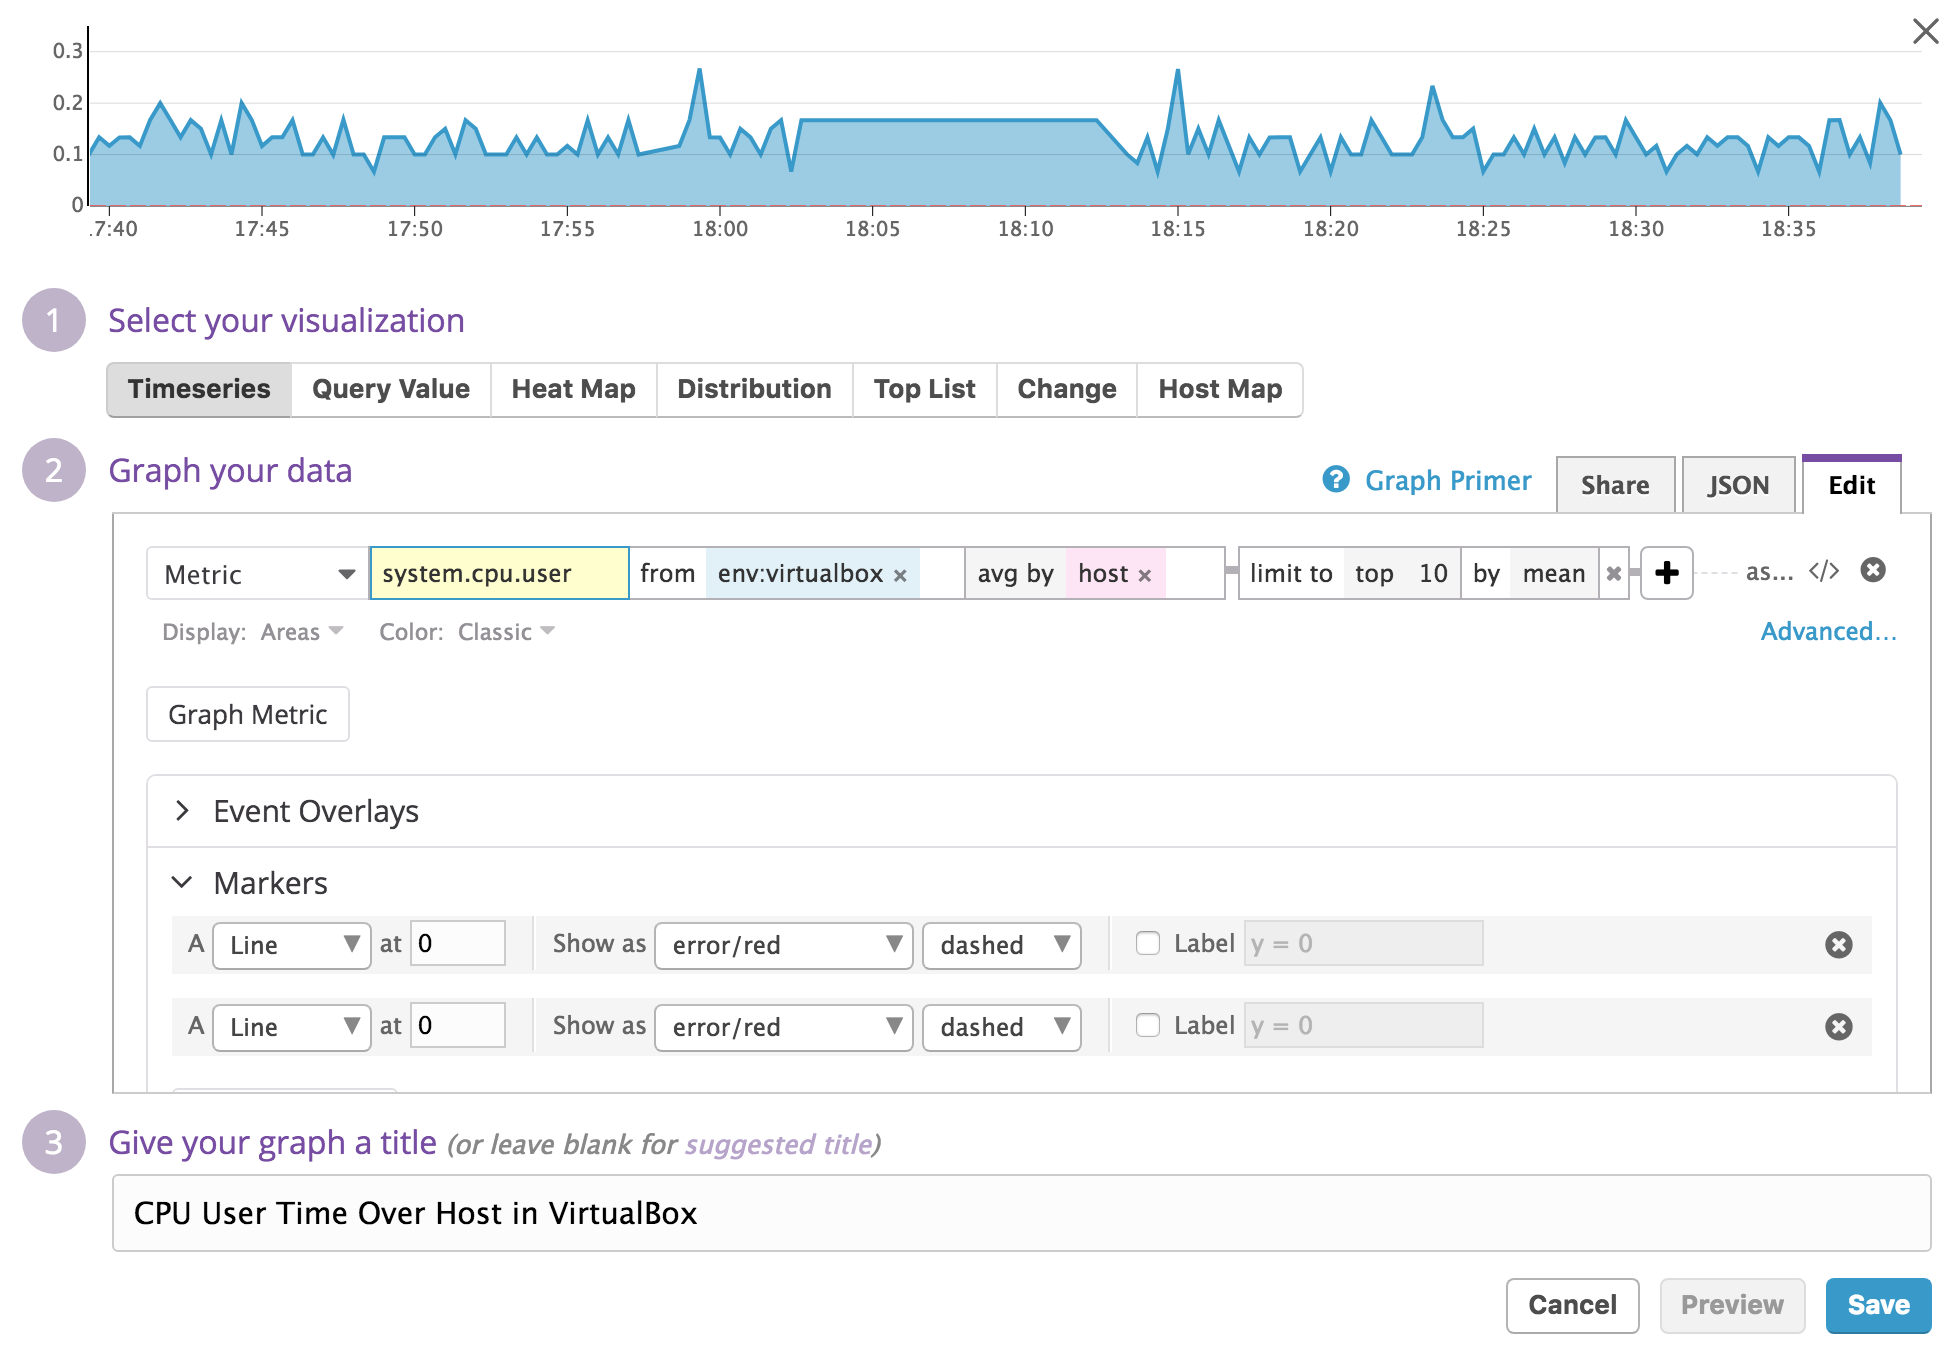 0.3
0.2
0.1
0
:7:40 17:45 17:50 17:55 18:00 18:05 18:10 18:15 18:20 18:25 18:30 18:35
1 Select your visualization
Timeseries Query Value Heat Map Distribution Top List Change Host Map
2 Graph your data
? Graph Primer Share JSON Edit
Metric system.cpu.user from env:virtualbox × avg by host × limit to top 10 by mean × + as... </> ×
Display: Areas Color: Classic Advanced...
Graph Metric
Event Overlays
Markers
A Line at 0 Show as error/red dashed Label y = 0
A Line at 0 Show as error/red dashed Label y = 0
3 Give your graph a title (or leave blank for suggested title)
CPU User Time Over Host in VirtualBox
Cancel Preview Save